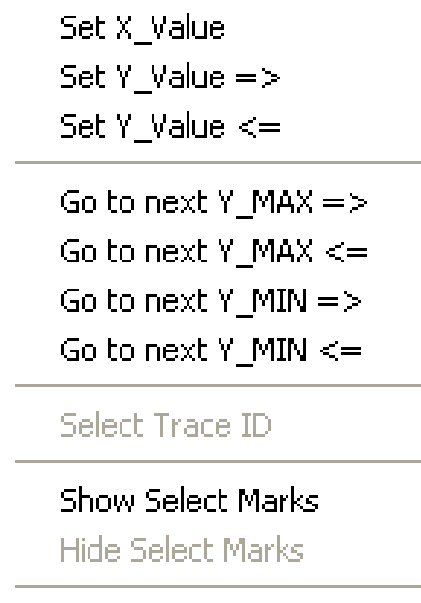 Set X_Value
Set Y_Value =>
Set Y_Value <=
Go to next Y_MAX =>
Go to next Y_MAX <=
Go to next Y_MIN =>
Go to next Y_MIN <=
Select Trace ID
Show Select Marks
Hide Select Marks